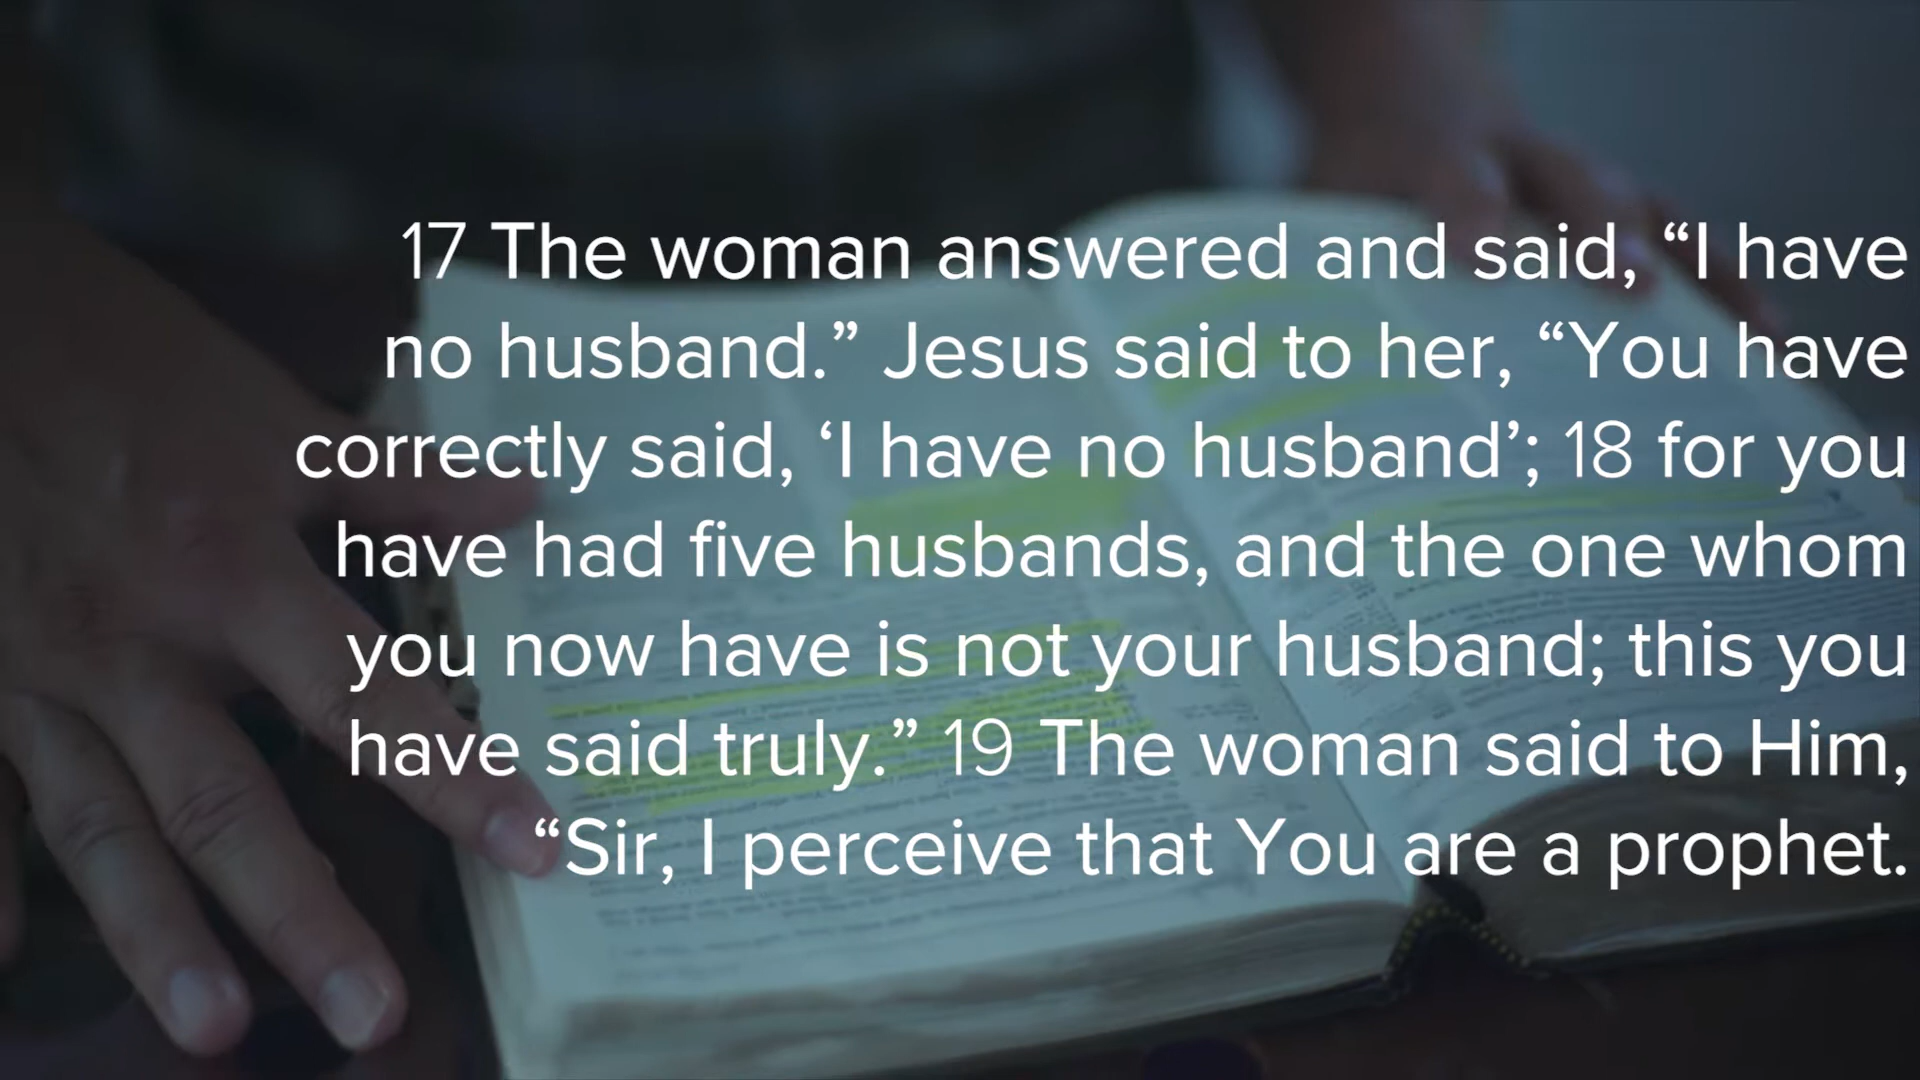 17 The woman answered and said, “I have
no husband.” Jesus said to her, “You have
correctly said, ‘I have no husband’; 18 for you
have had five husbands, and the one whom
you now have is not your husband; this you
have said truly.” 19 The woman said to Him,
“Sir, I perceive that You are a prophet.